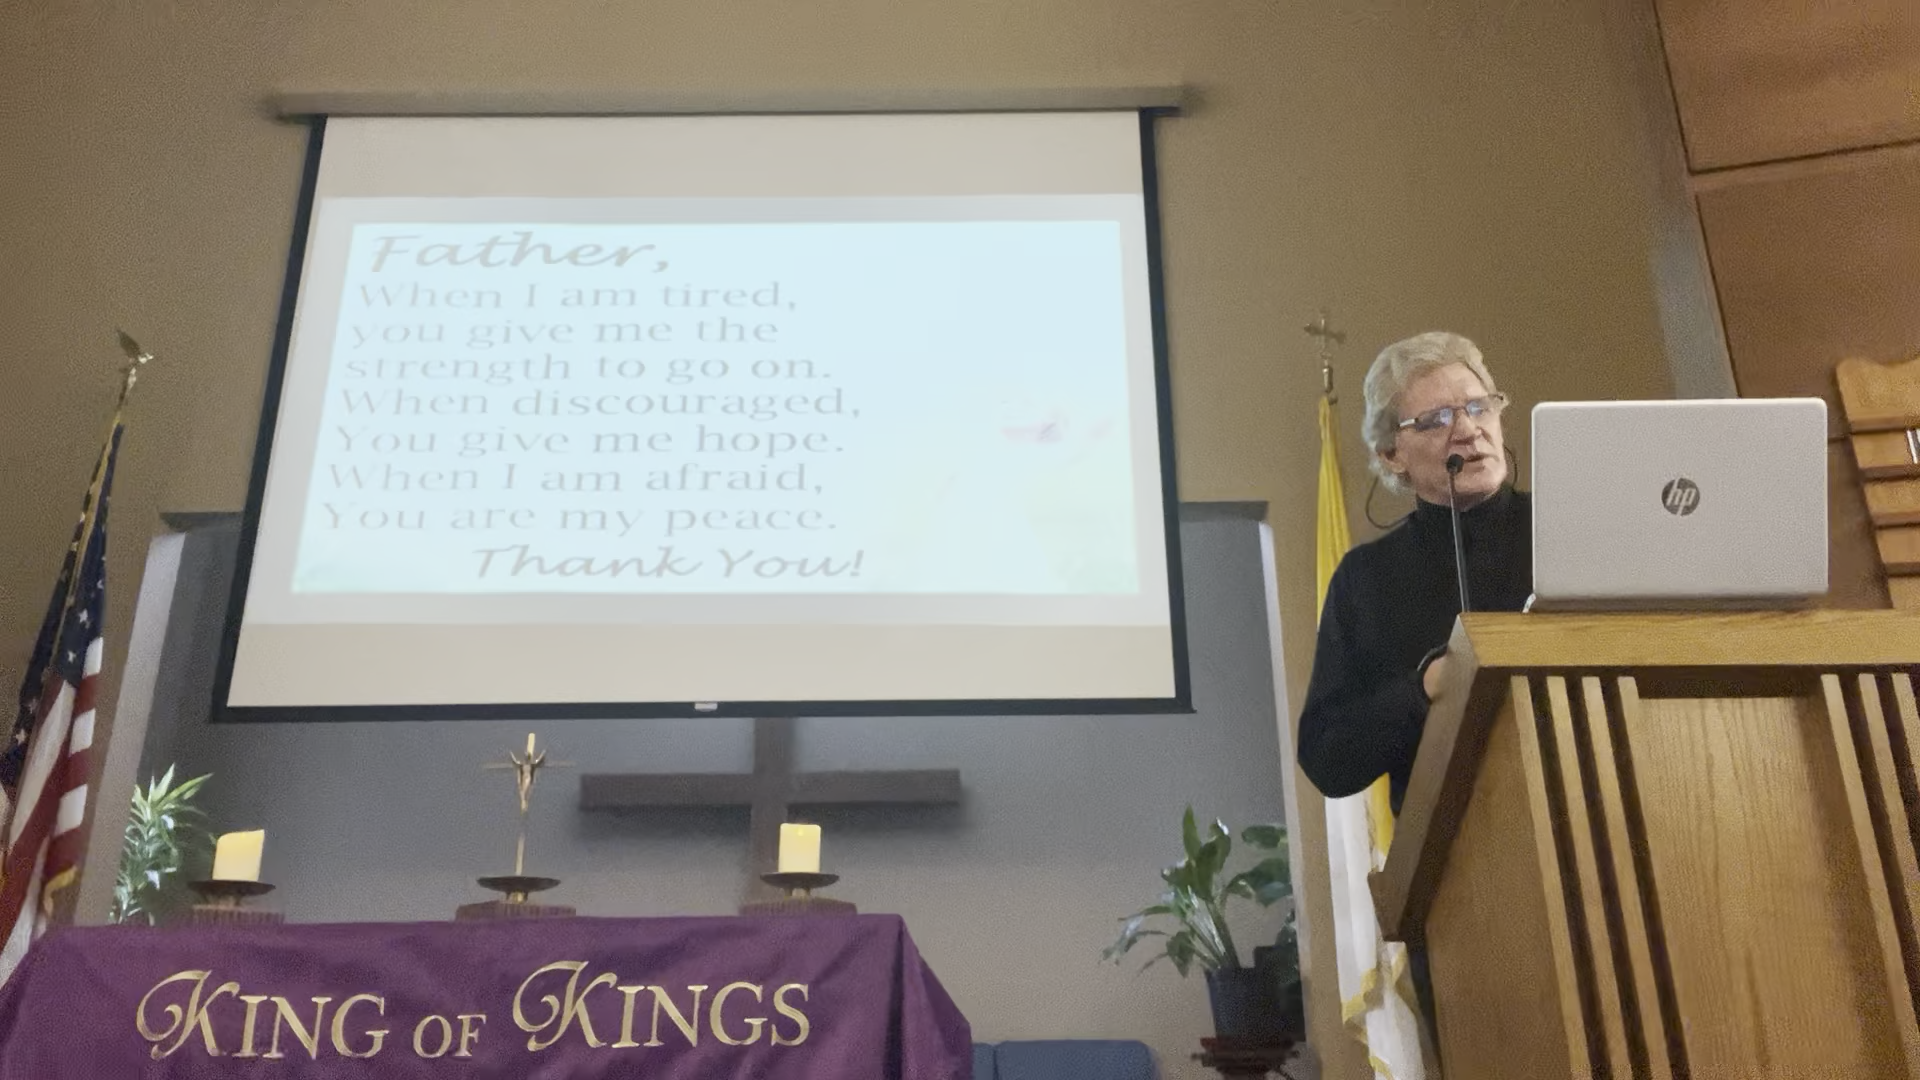 Father,
When I am tired,
you give me the
strength to go on.
When discouraged,
You give me hope.
When I am afraid,
You are my peace.
Thank You!
hp
KING OF KINGS